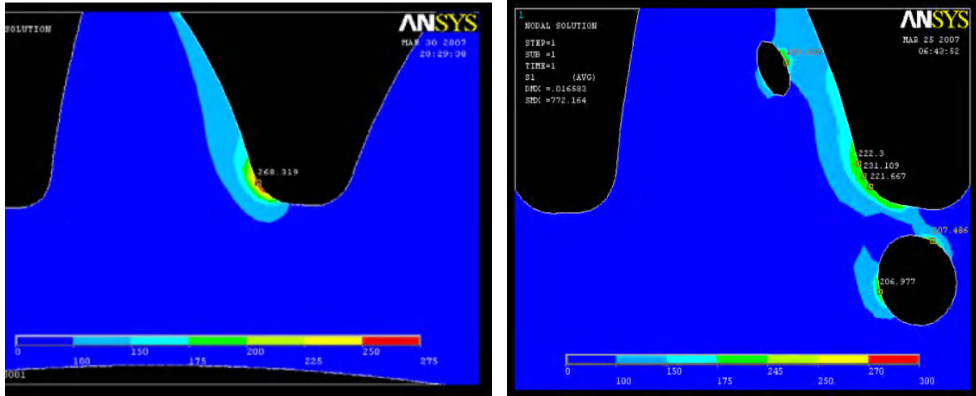 ANSYS
SOLUTION
MAR 30 2007
20:29:38
268.319
0 100 150 175 200 225 250 275
0001
1
ANSYS
NODAL SOLUTION
MAR 25 2007
06:43:52
STEP=1
SUB =1
TIME=1
S1 (AVG)
DMX =.016583
SMX =772.164
222.3
231.109
221.667
207.486
206.977
0 100 150 175 245 250 270 300